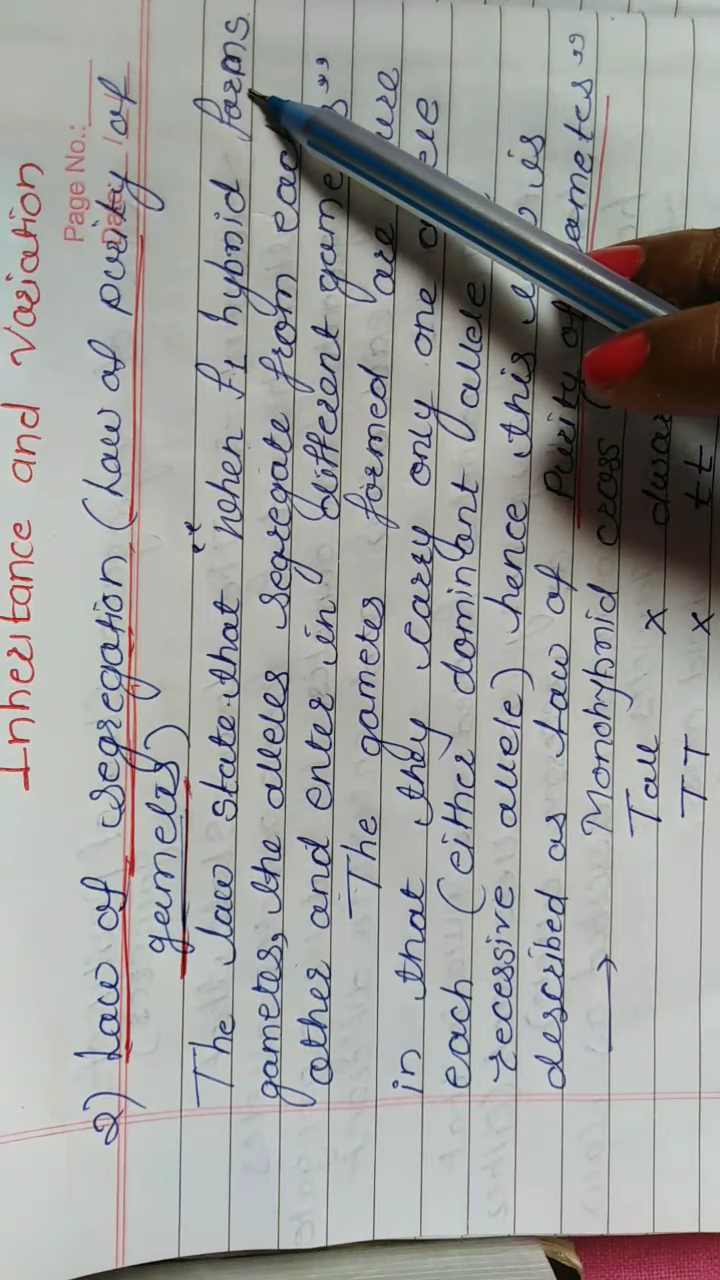 Inheritance and Variation
Page No.:
Date
2) Law of segregation (Law of purity of
gametes)
The law state that "when F1 hybrid forms
gametes, the alleles segregate from
other and enter in different "
The gametes formed are
in that they carry only one
each (either dominant allele
recessive allele) hence this is
described as Law of Purity of gametes"
→ Monohybrid cross
Tall x
TT x tt